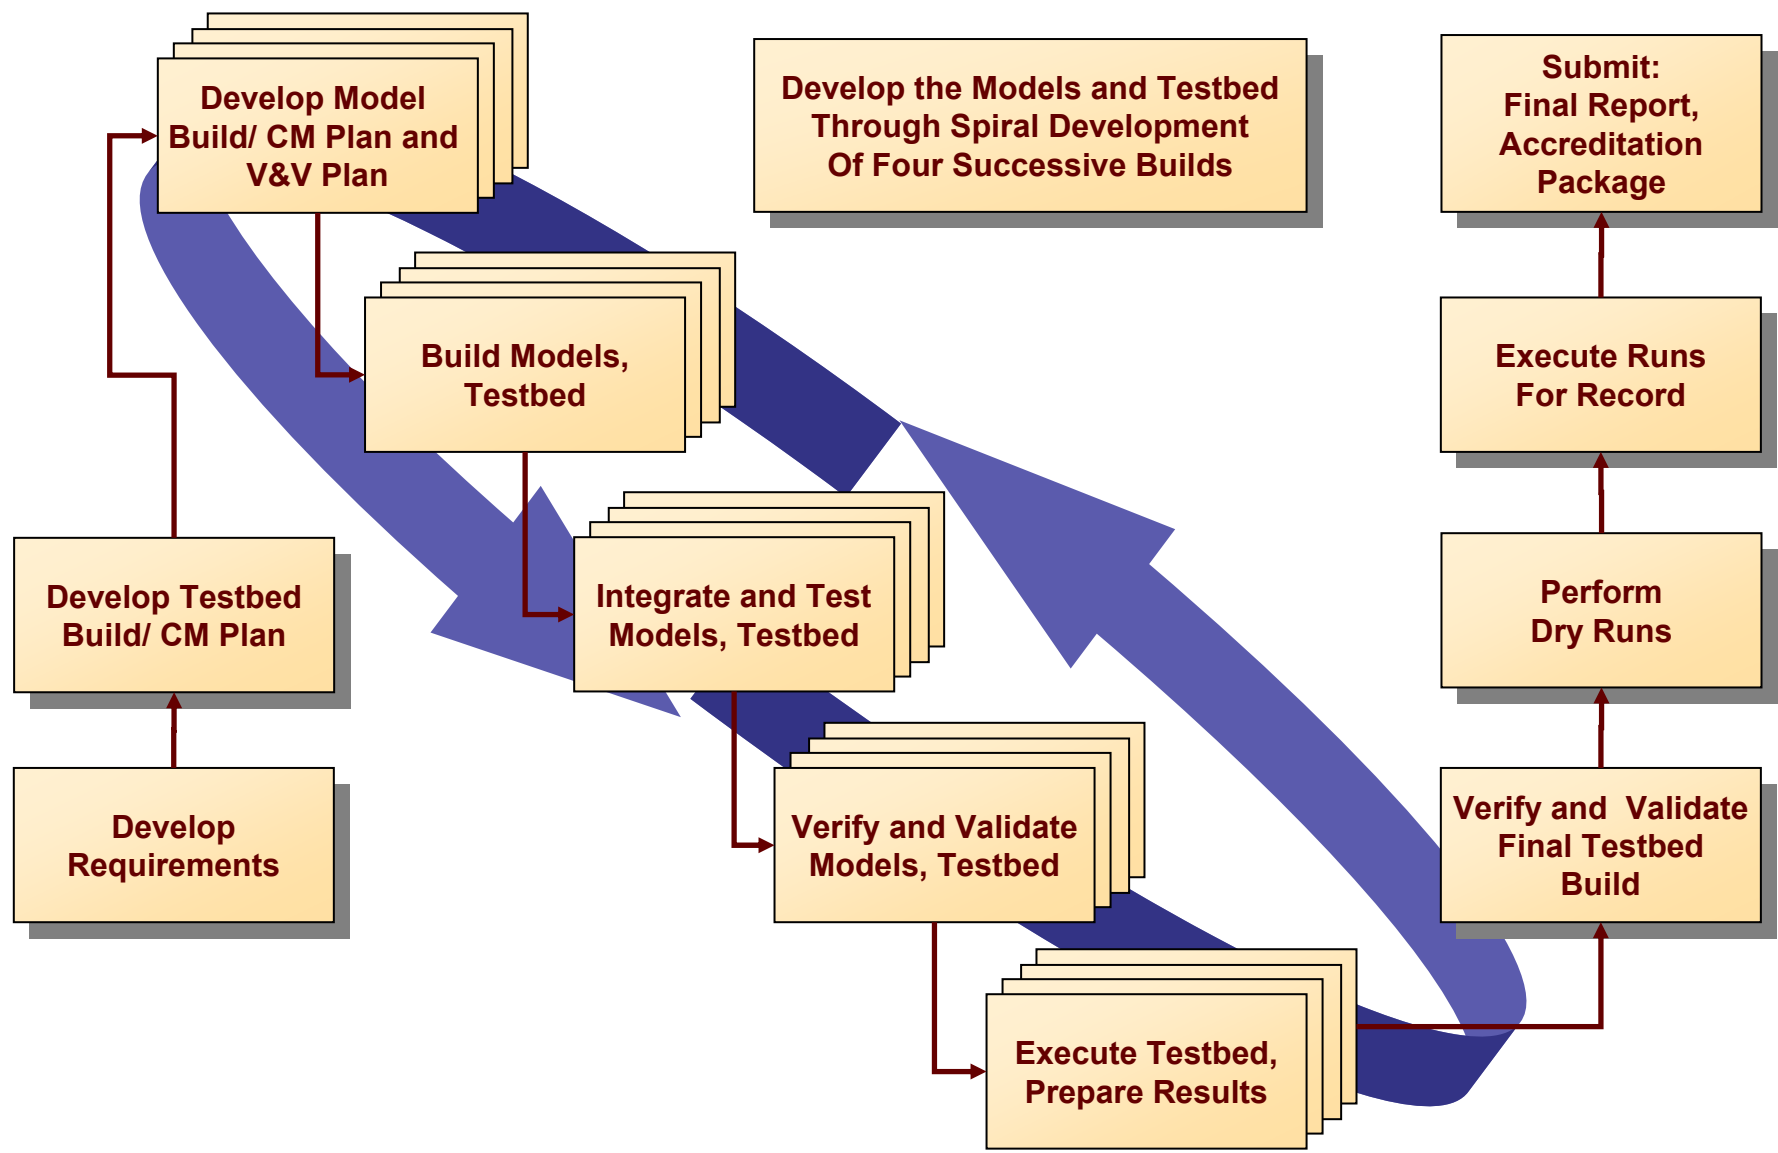 Develop Model
Build/ CM Plan and
V&V Plan
Develop the Models and Testbed
Through Spiral Development
Of Four Successive Builds
Submit:
Final Report,
Accreditation
Package
Build Models,
Testbed
Execute Runs
For Record
Develop Testbed
Build/ CM Plan
Integrate and Test
Models, Testbed
Perform
Dry Runs
Develop
Requirements
Verify and Validate
Models, Testbed
Verify and  Validate
Final Testbed
Build
Execute Testbed,
Prepare Results